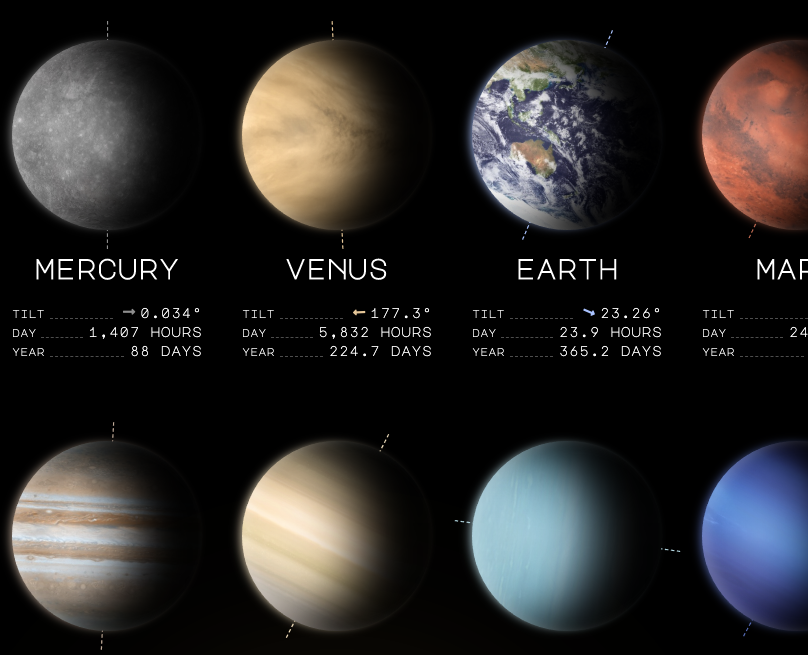 MERCURY
TILT 0.034°
DAY 1,407 HOURS
YEAR 88 DAYS
VENUS
TILT 177.3°
DAY 5,832 HOURS
YEAR 224.7 DAYS
EARTH
TILT 23.26°
DAY 23.9 HOURS
YEAR 365.2 DAYS
MAR
TILT
DAY 24
YEAR